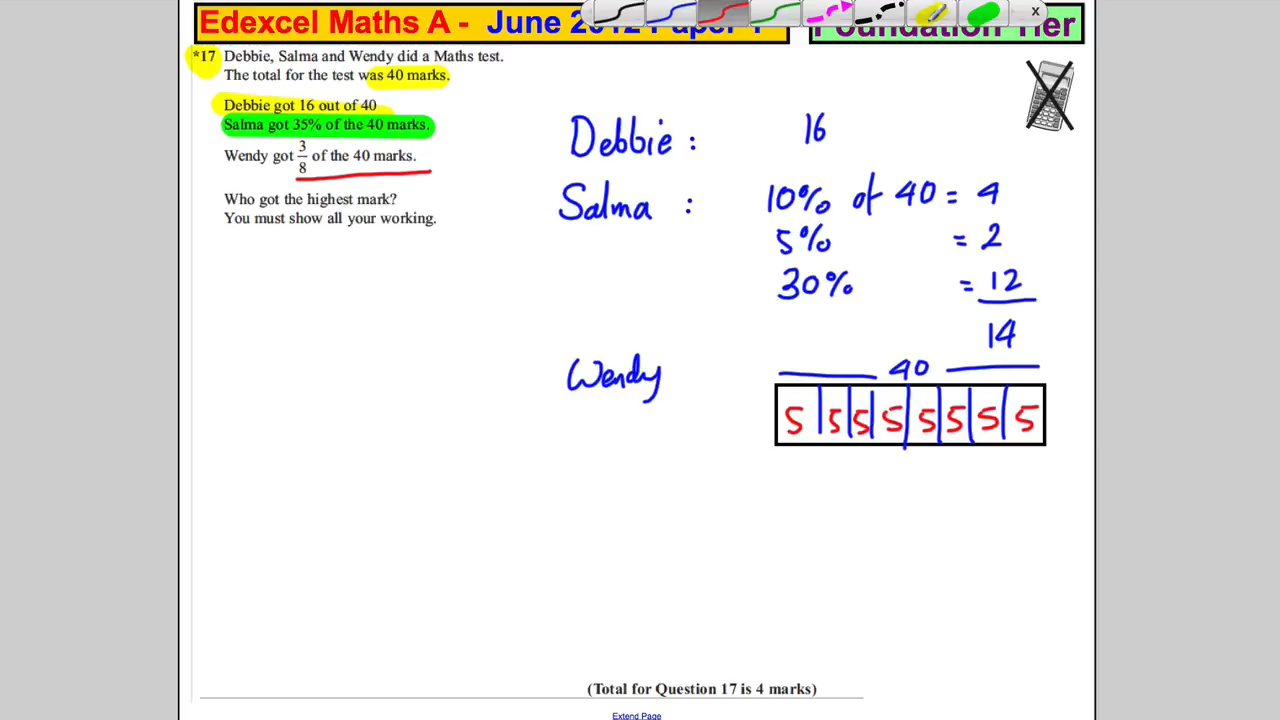 Edexcel Maths A - June 2012 Paper 1
Foundation Tier
x
*17 Debbie, Salma and Wendy did a Maths test.
The total for the test was 40 marks.
Debbie got 16 out of 40
Salma got 35% of the 40 marks.
Wendy got 3/8 of the 40 marks.
Who got the highest mark?
You must show all your working.
Debbie : 16
Salma : 10% of 40 = 4
5% = 2
30% = 12
14
Wendy 40
5 5 5 5 5 5 5 5
(Total for Question 17 is 4 marks)
Extend Page